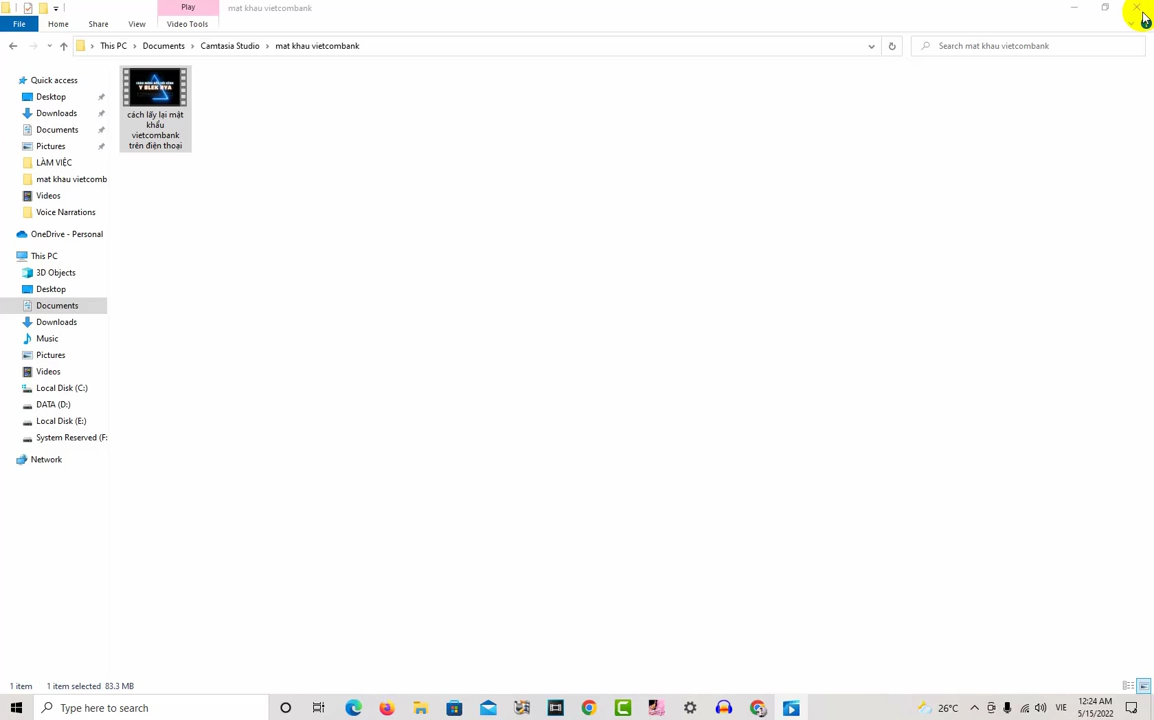 Play
mat khau vietcombank
File
Home
Share
View
Video Tools
This PC
Documents
Camtasia Studio
mat khau vietcombank
Search mat khau vietcombank
Quick access
Desktop
Downloads
Documents
Pictures
LÀM VIỆC
mat khau vietcomb
Videos
Voice Narrations
OneDrive - Personal
This PC
3D Objects
Desktop
Documents
Downloads
Music
Pictures
Videos
Local Disk (C:)
DATA (D:)
Local Disk (E:)
System Reserved (F:
Network
Y BLEK BYA
cách lấy lại mật
khẩu
vietcombank
trên điện thoại
1 item
1 item selected 83.3 MB
Type here to search
26°C
VIE
12:24 AM
5/15/2022